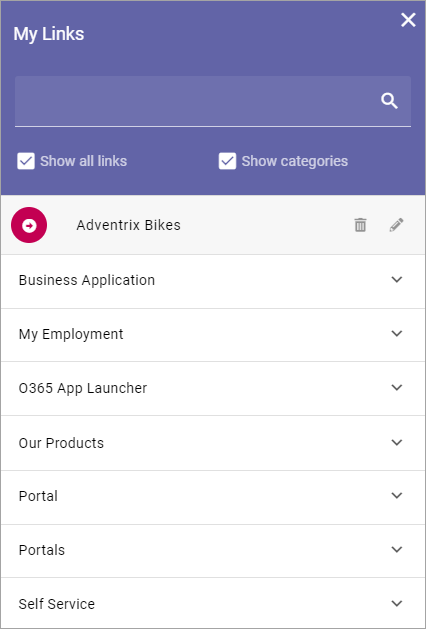 My Links
Show all links Show categories
Adventrix Bikes
Business Application
My Employment
O365 App Launcher
Our Products
Portal
Portals
Self Service